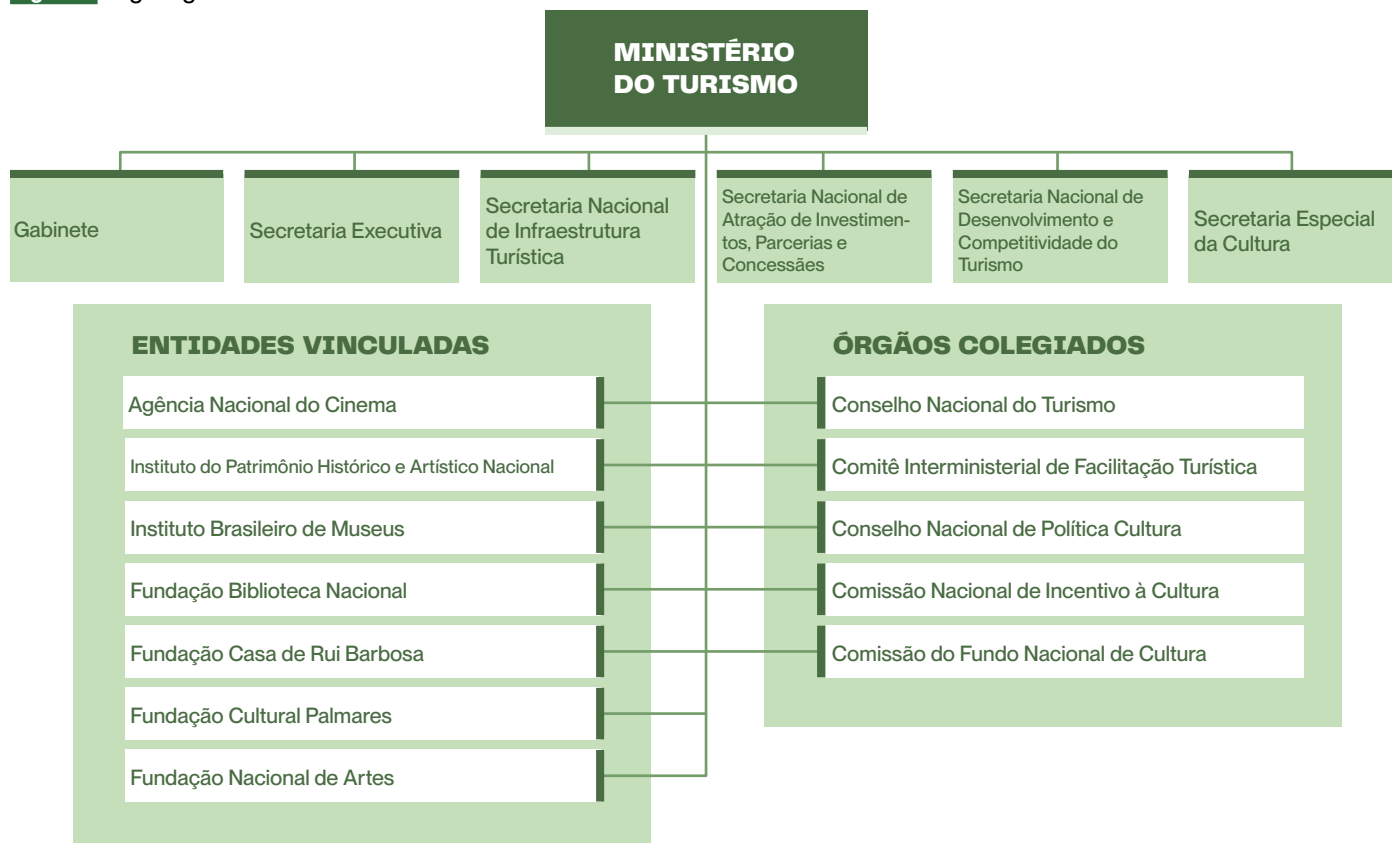 MINISTÉRIO
DO TURISMO
Gabinete
Secretaria Executiva
Secretaria Nacional
de Infraestrutura
Turística
Secretaria Nacional de
Atração de Investimen-
tos, Parcerias e
Concessães
Secretaria Nacional de
Desenvolvimento e
Competitividade do
Turismo
Secretaria Especial
da Cultura
ENTIDADES VINCULADAS
Agência Nacional do Cinema
Instituto do Patrimônio Histórico e Artístico Nacional
Instituto Brasileiro de Museus
Fundação Biblioteca Nacional
Fundação Casa de Rui Barbosa
Fundação Cultural Palmares
Fundação Nacional de Artes
ÓRGÃOS COLEGIADOS
Conselho Nacional do Turismo
Comitê Interministerial de Facilitação Turística
Conselho Nacional de Política Cultura
Comissão Nacional de Incentivo à Cultura
Comissão do Fundo Nacional de Cultura